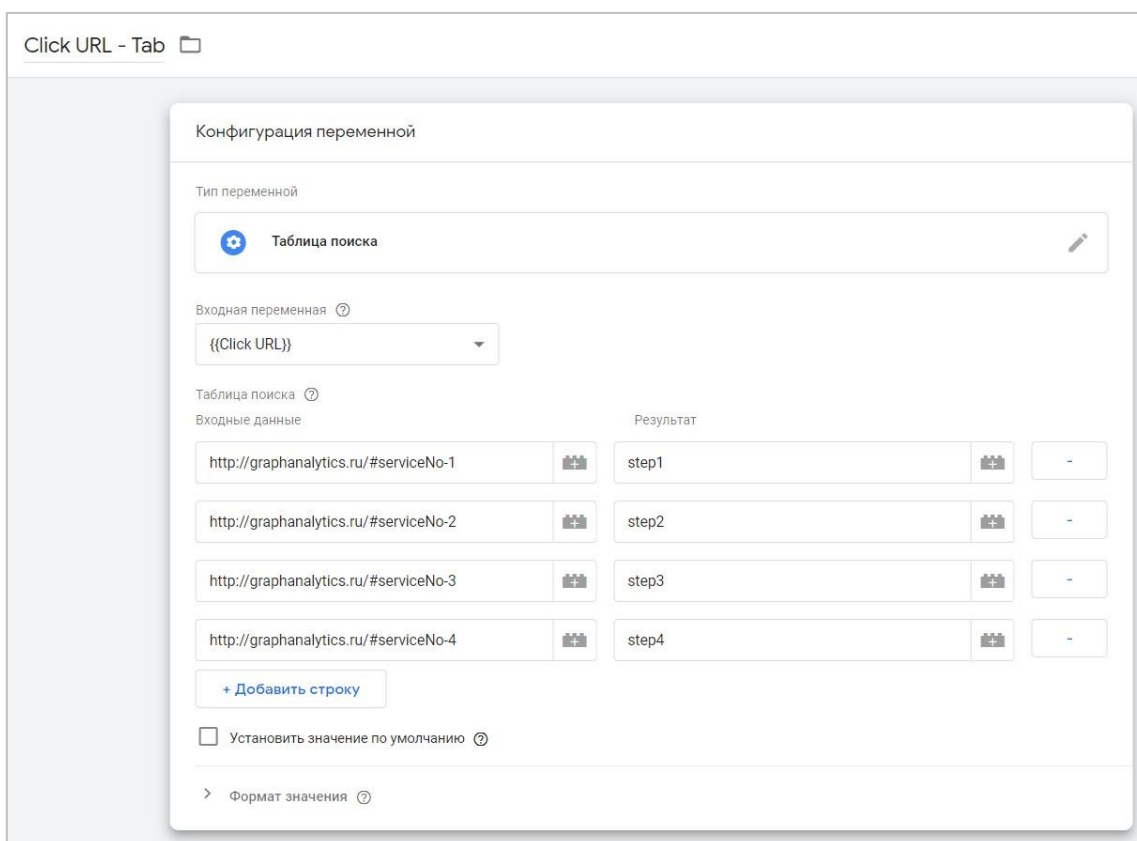 Click URL - Tab
Конфигурация переменной
Тип переменной
Таблица поиска
Входная переменная
{{Click URL}}
Таблица поиска
Входные данные Результат
http://graphanalytics.ru/#serviceNo-1 step1 -
http://graphanalytics.ru/#serviceNo-2 step2 -
http://graphanalytics.ru/#serviceNo-3 step3 -
http://graphanalytics.ru/#serviceNo-4 step4 -
+ Добавить строку
Установить значение по умолчанию
Формат значения